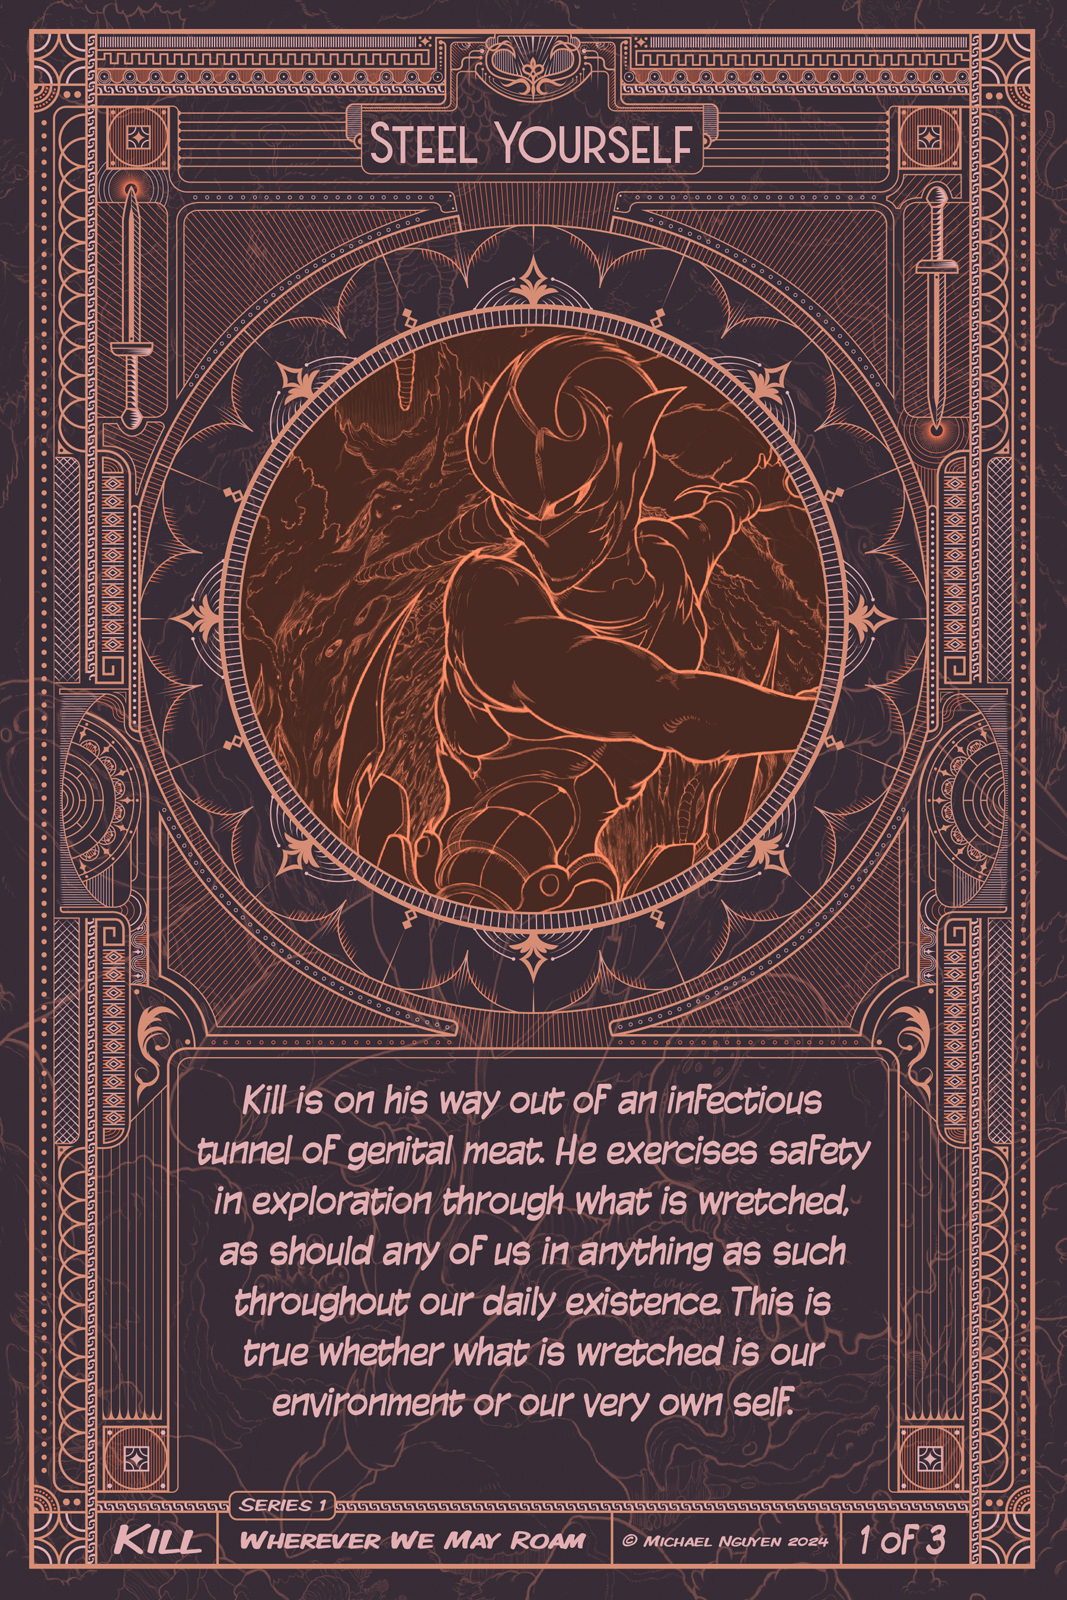 Steel Yourself
Kill is on his way out of an infectious
tunnel of genital meat. He exercises safety
in exploration through what is wretched,
as should any of us in anything as such
throughout our daily existence. This is
true whether what is wretched is our
environment or our very own self.
Series 1
Kill
Wherever We May Roam
© Michael Nguyen 2024
1 of 3